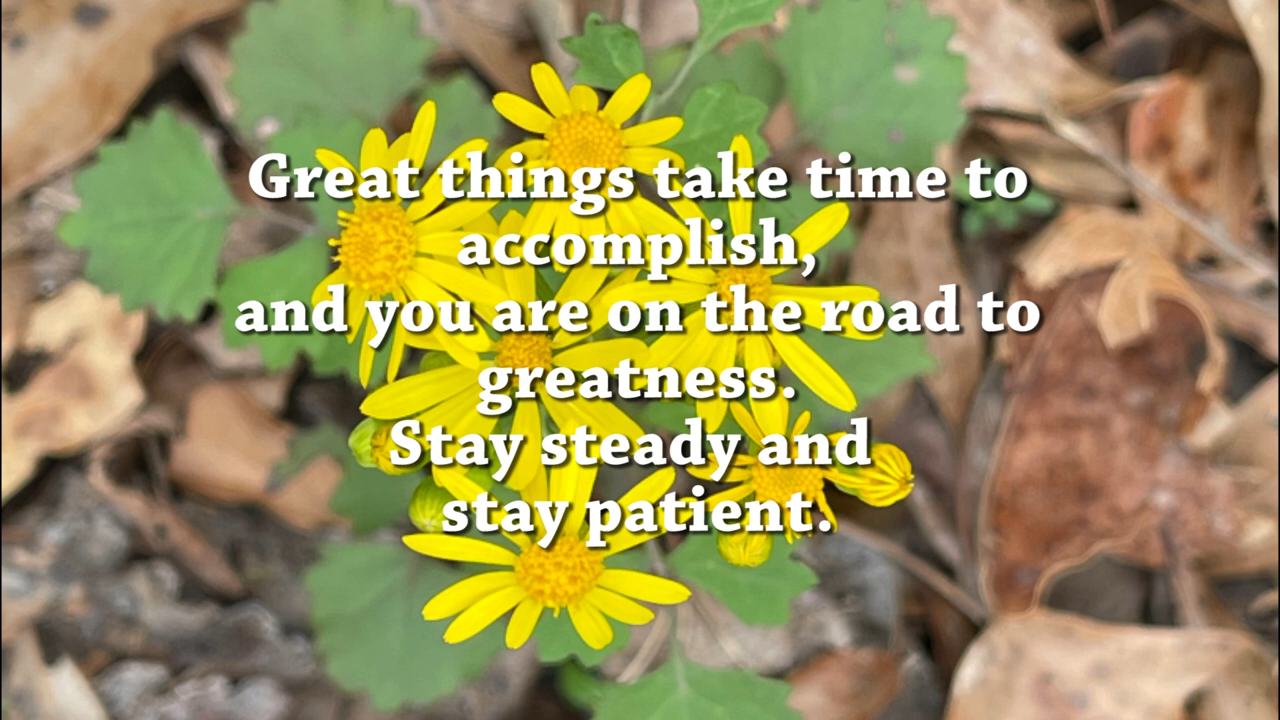 Great things take time to
accomplish,
and you are on the road to
greatness.
Stay steady and
stay patient.